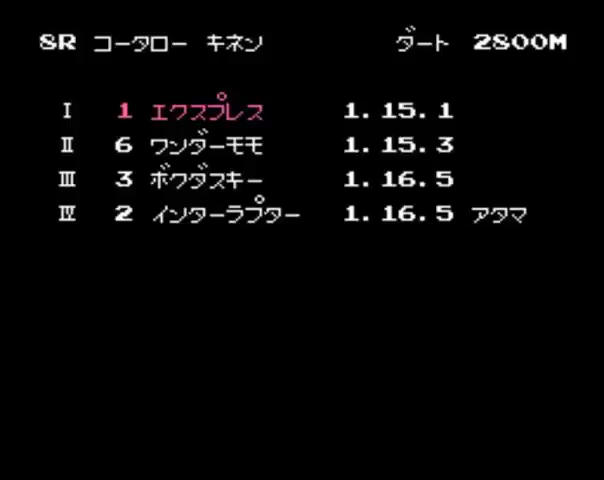 8R コータロー キネン ダート 2800M
Ⅰ 1 エクスプレス 1.15.1
Ⅱ 6 ワンダーモモ 1.15.3
Ⅲ 3 ボクダスキー 1.16.5
Ⅳ 2 インターラプター 1.16.5 アタマ